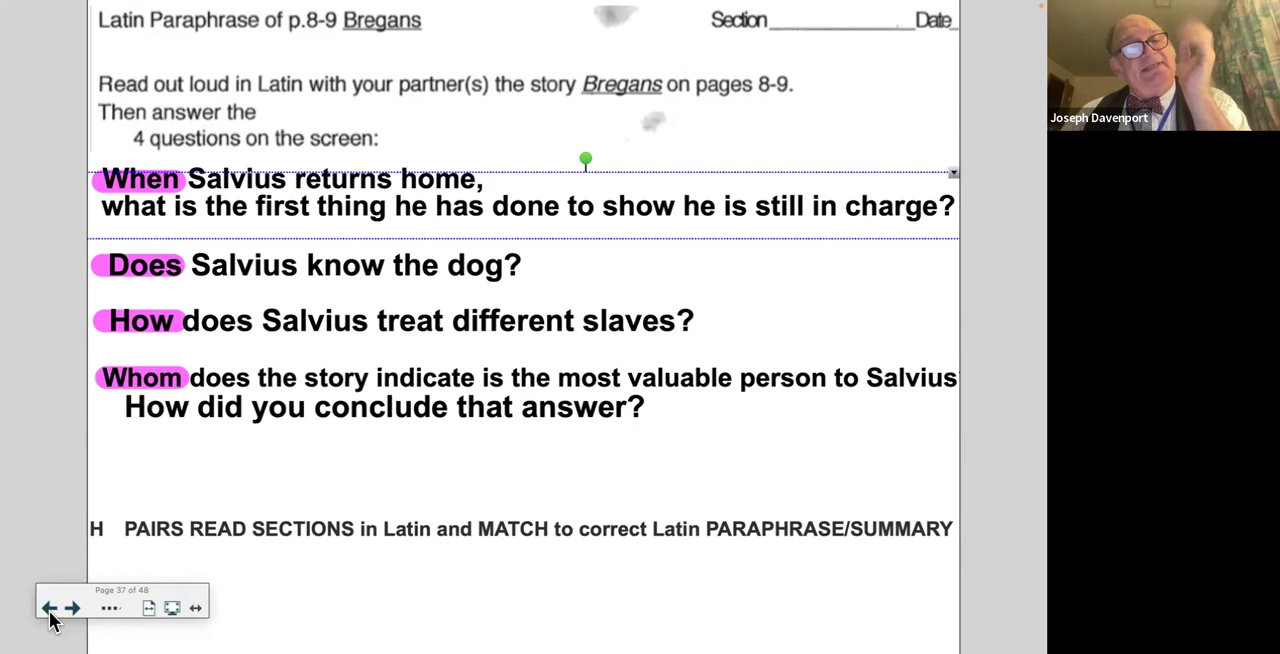 Latin Paraphrase of p.8-9 Bregans Section Date
Read out loud in Latin with your partner(s) the story Bregans on pages 8-9.
Then answer the
4 questions on the screen:
When Salvius returns home,
what is the first thing he has done to show he is still in charge?
Does Salvius know the dog?
How does Salvius treat different slaves?
Whom does the story indicate is the most valuable person to Salvius
How did you conclude that answer?
H PAIRS READ SECTIONS in Latin and MATCH to correct Latin PARAPHRASE/SUMMARY
Page 37 of 48
Joseph Davenport